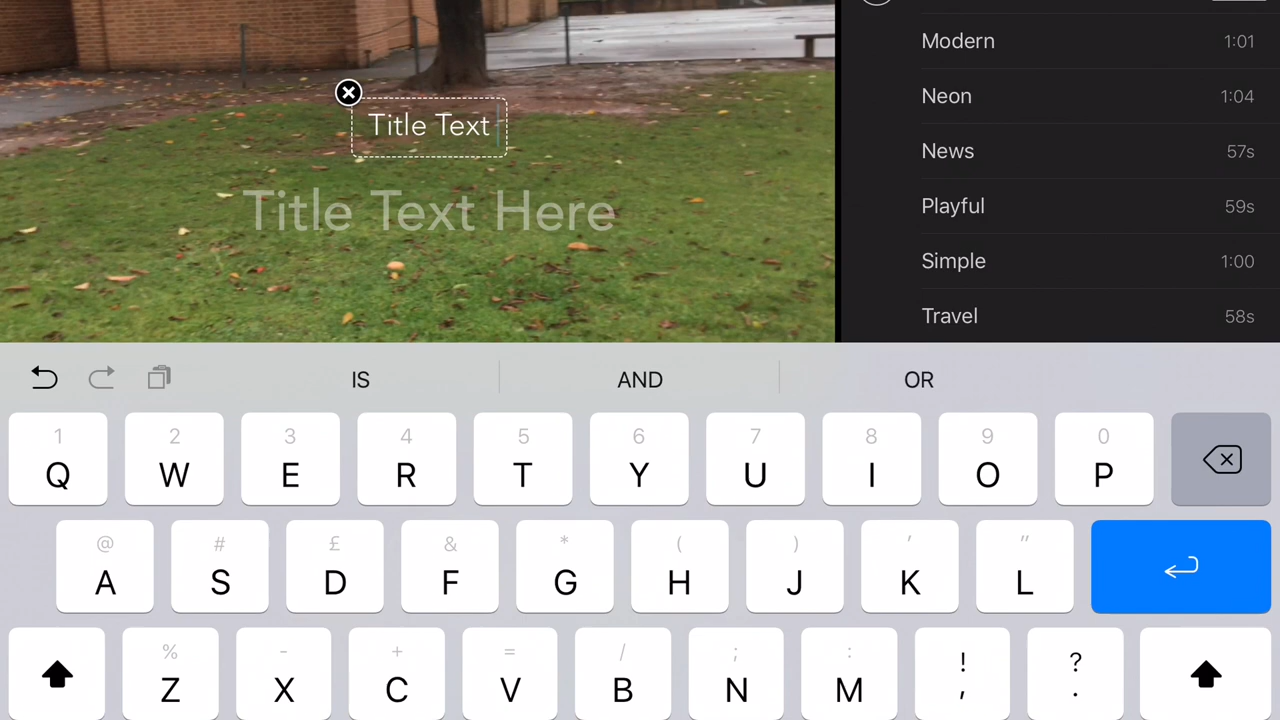 Modern 1:01
Neon 1:04
News 57s
Playful 59s
Simple 1:00
Travel 58s
Title Text
Title Text Here
IS AND OR
1 2 3 4 5 6 7 8 9 0
Q W E R T Y U I O P
@ # £ & * ( ) ' "
A S D F G H J K L
% - + = / ; : ! ?
Z X C V B N M , .